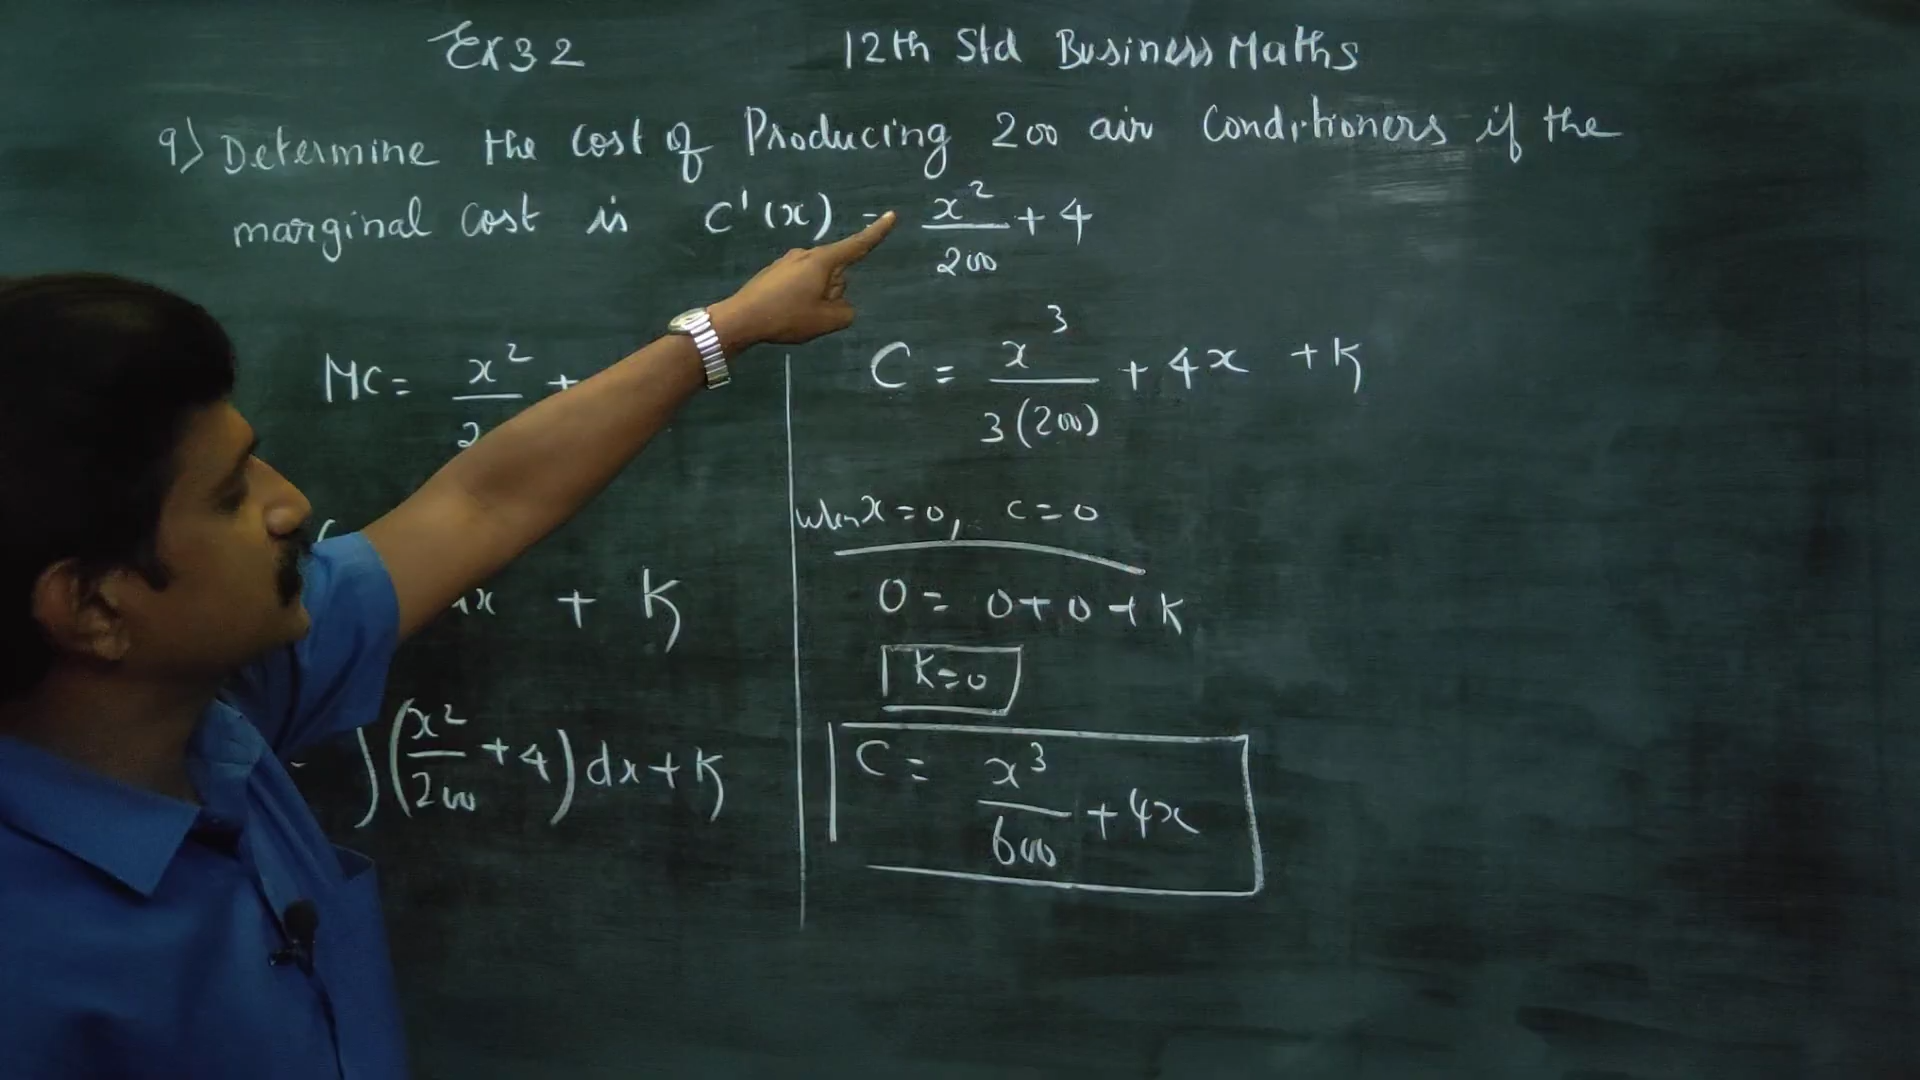 Ex 3 2
12th Std Business Maths
9) Determine the cost of Producing 200 air Conditioners if the
marginal cost is C'(x) = x²/200 + 4
MC = x²/2 +
x + K
∫(x²/200 + 4) dx + K
C = x³/3(200) + 4x + K
when x = 0, C = 0
0 = 0 + 0 + K
K = 0
C = x³/600 + 4x